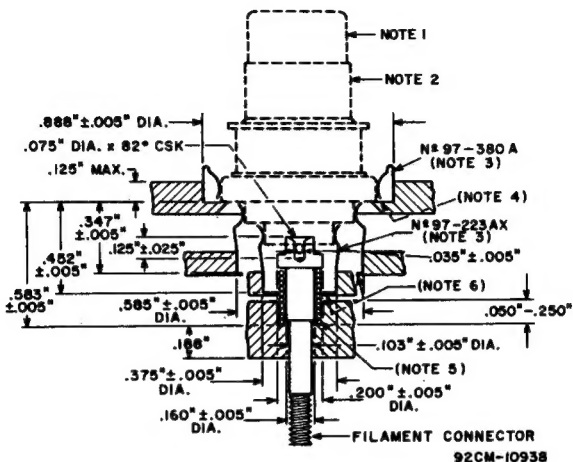 NOTE 1
NOTE 2
.888"±.005" DIA.
.075" DIA. x 82° CSK
Nº 97-380A
(NOTE 3)
.125" MAX.
(NOTE 4)
.347"
±.005"
Nº 97-223AX
(NOTE 3)
.125"±.025"
.035"±.005"
.452"
±.005"
.583"
±.005"
(NOTE 6)
.585"±.005"
DIA.
.050"-.250"
.103"±.005" DIA.
(NOTE 5)
.375"±.005"
DIA.
.200"±.005"
DIA.
.160"±.005"
DIA.
FILAMENT CONNECTOR
92CM-10938